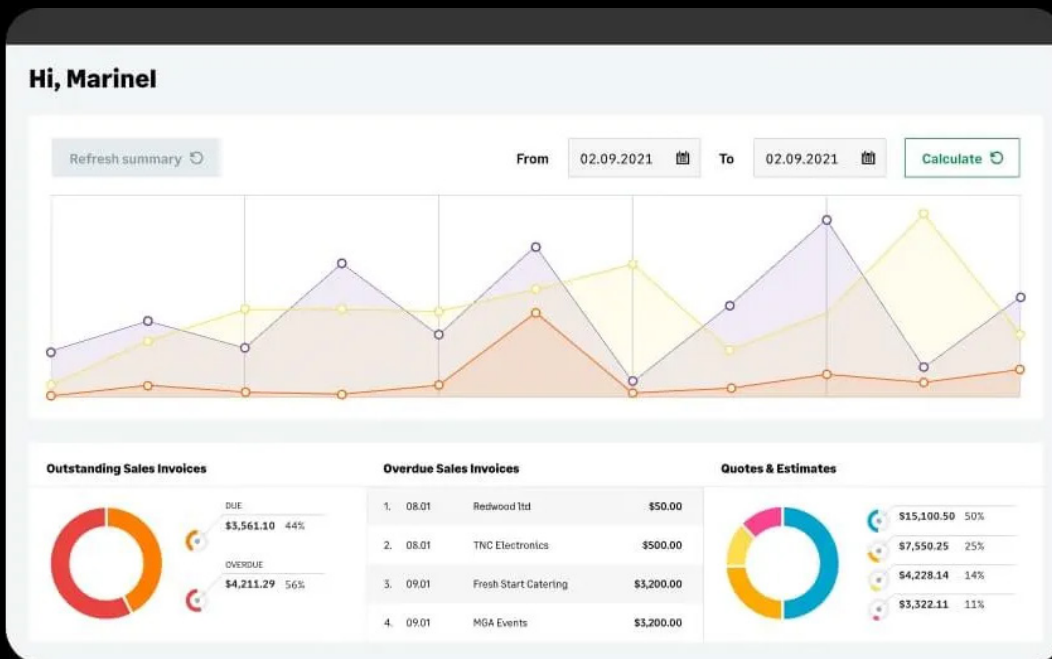 Hi, Marinel
Refresh summary
From 02.09.2021 To 02.09.2021 Calculate
Outstanding Sales Invoices
DUE
$3,561.10 44%
OVERDUE
$4,211.29 56%
Overdue Sales Invoices
1. 08.01 Redwood ltd $50.00
2. 08.01 TNC Electronics $500.00
3. 09.01 Fresh Start Catering $3,200.00
4. 09.01 MGA Events $3,200.00
Quotes & Estimates
$15,100.50 50%
$7,550.25 25%
$4,228.14 14%
$3,322.11 11%